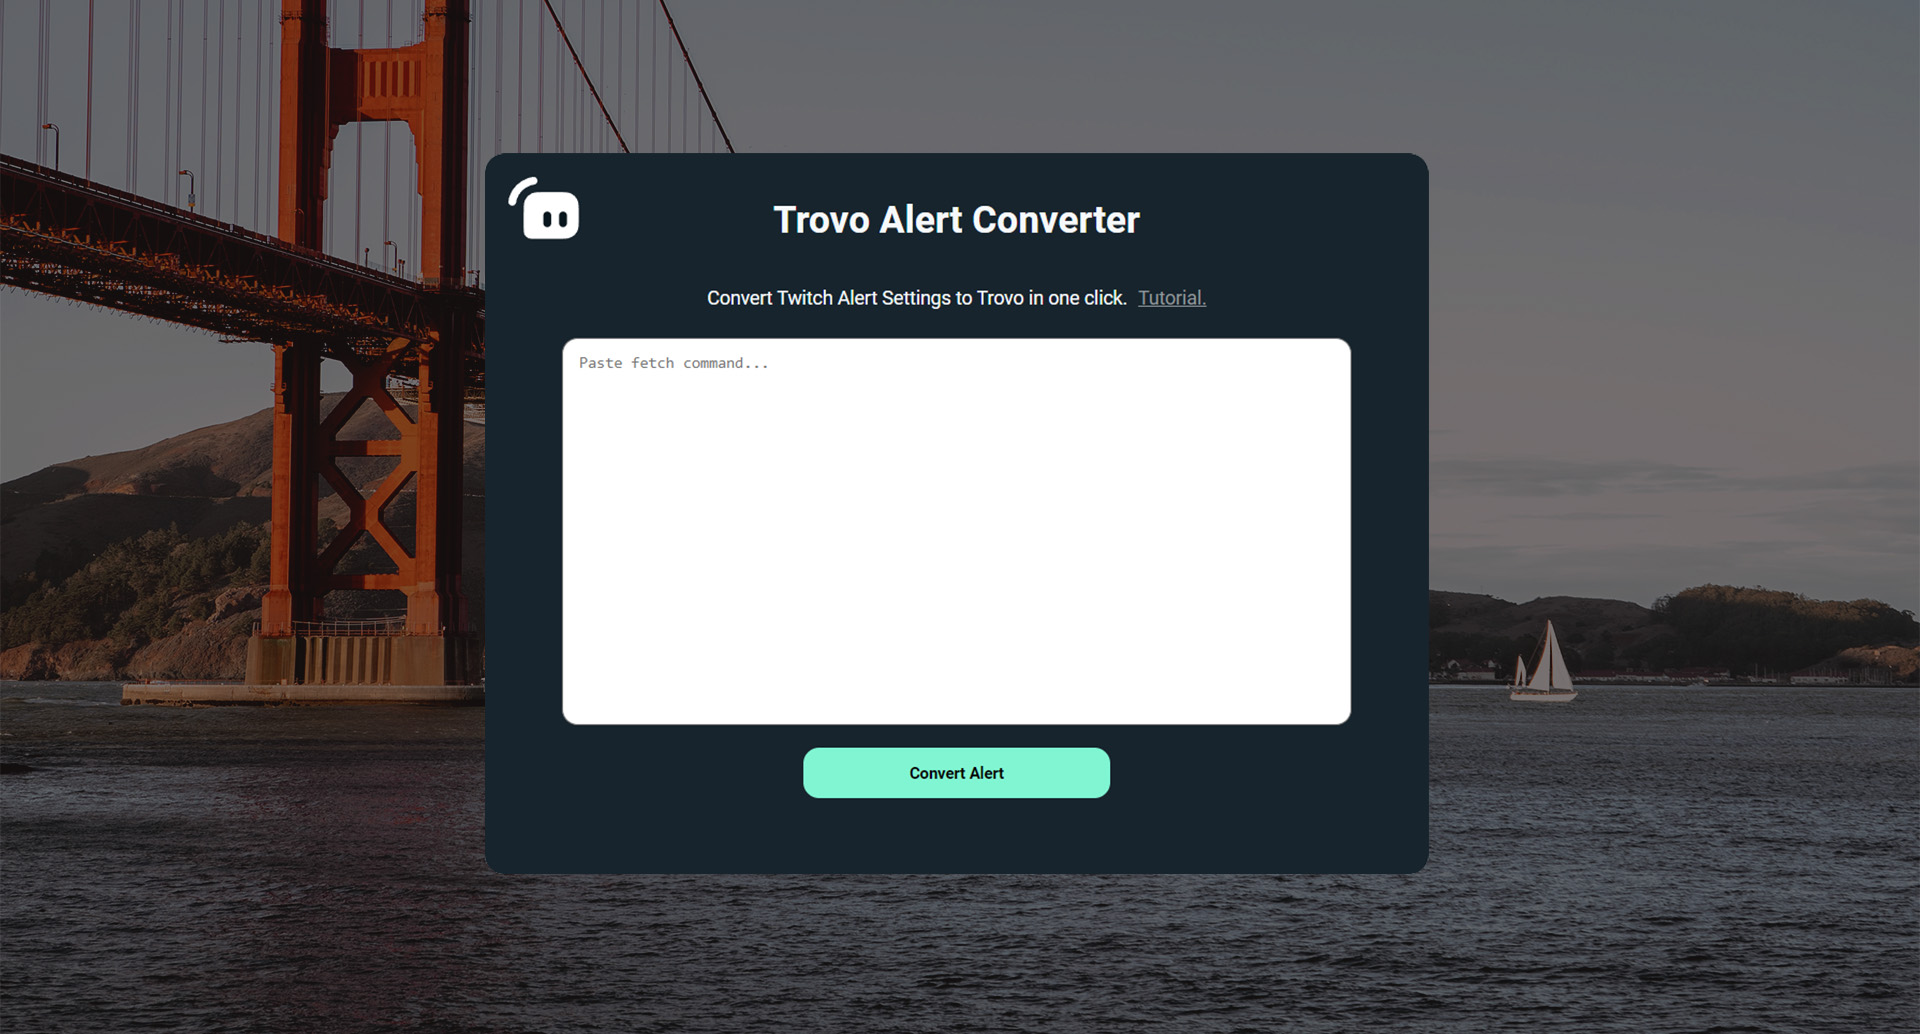 Trovo Alert Converter
Convert Twitch Alert Settings to Trovo in one click. Tutorial.
Paste fetch command...
Convert Alert